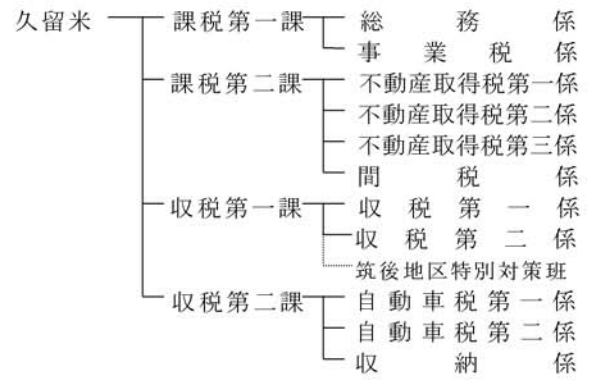 久留米 課税第一課 総務係
事業税係
課税第二課 不動産取得税第一係
不動産取得税第二係
不動産取得税第三係
間税係
収税第一課 収税第一係
収税第二係
筑後地区特別対策班
収税第二課 自動車税第一係
自動車税第二係
収納係